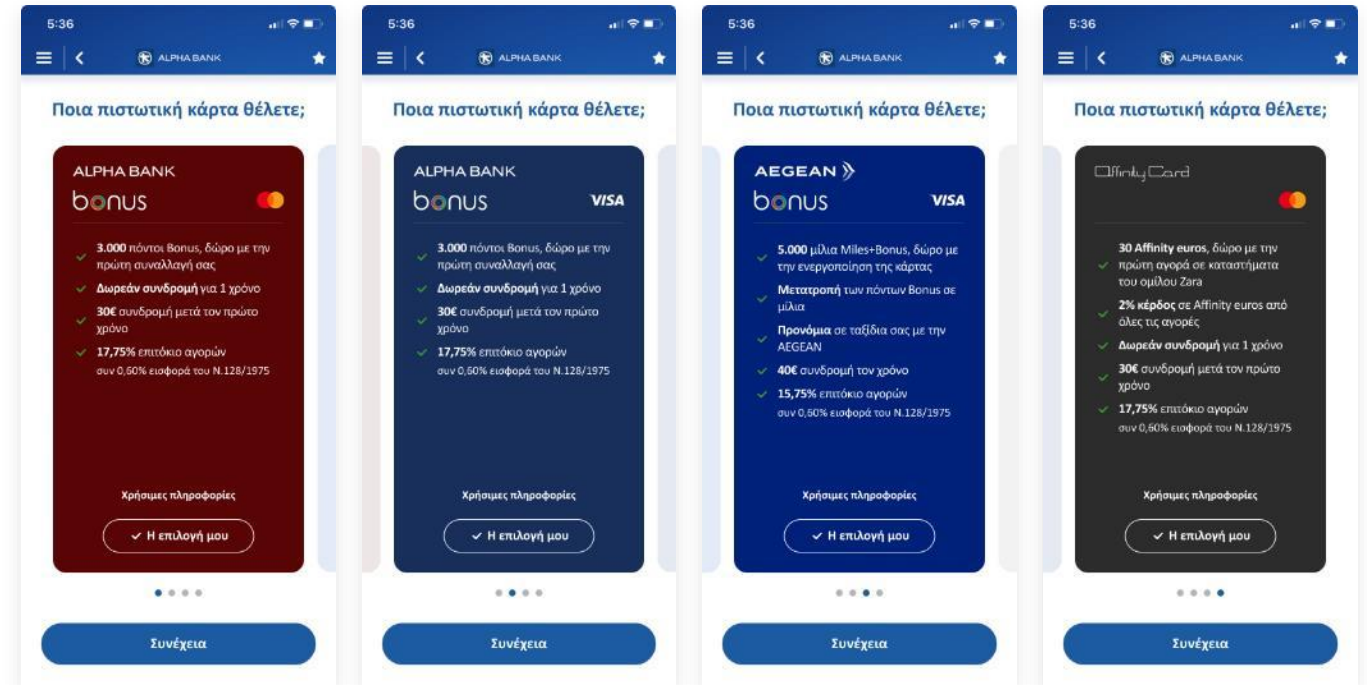 5:36
ALPHA BANK
Ποια πιστωτική κάρτα θέλετε;
ALPHA BANK
bonus
3.000 πόντοι Bonus, δώρο με την
πρώτη συναλλαγή σας
Δωρεάν συνδρομή για 1 χρόνο
30€ συνδρομή μετά τον πρώτο
χρόνο
17,75% επιτόκιο αγορών
συν 0,60% εισφορά του Ν.128/1975
Χρήσιμες πληροφορίες
Η επιλογή μου
Συνέχεια
5:36
ALPHA BANK
Ποια πιστωτική κάρτα θέλετε;
ALPHA BANK
bonus
VISA
3.000 πόντοι Bonus, δώρο με την
πρώτη συναλλαγή σας
Δωρεάν συνδρομή για 1 χρόνο
30€ συνδρομή μετά τον πρώτο
χρόνο
17,75% επιτόκιο αγορών
συν 0,60% εισφορά του Ν.128/1975
Χρήσιμες πληροφορίες
Η επιλογή μου
Συνέχεια
5:36
ALPHA BANK
Ποια πιστωτική κάρτα θέλετε;
AEGEAN
bonus
VISA
5.000 μίλια Miles+Bonus, δώρο με
την ενεργοποίηση της κάρτας
Μετατροπή των πόντων Bonus σε
μίλια
Προνόμια σε ταξίδια σας με την
AEGEAN
40€ συνδρομή τον χρόνο
15,75% επιτόκιο αγορών
συν 0,60% εισφορά του Ν.128/1975
Χρήσιμες πληροφορίες
Η επιλογή μου
Συνέχεια
5:36
ALPHA BANK
Ποια πιστωτική κάρτα θέλετε;
Affinity Card
30 Affinity euros, δώρο με την
πρώτη αγορά σε καταστήματα
του ομίλου Zara
2% κέρδος σε Affinity euros από
όλες τις αγορές
Δωρεάν συνδρομή για 1 χρόνο
30€ συνδρομή μετά τον πρώτο
χρόνο
17,75% επιτόκιο αγορών
συν 0,60% εισφορά του Ν.128/1975
Χρήσιμες πληροφορίες
Η επιλογή μου
Συνέχεια